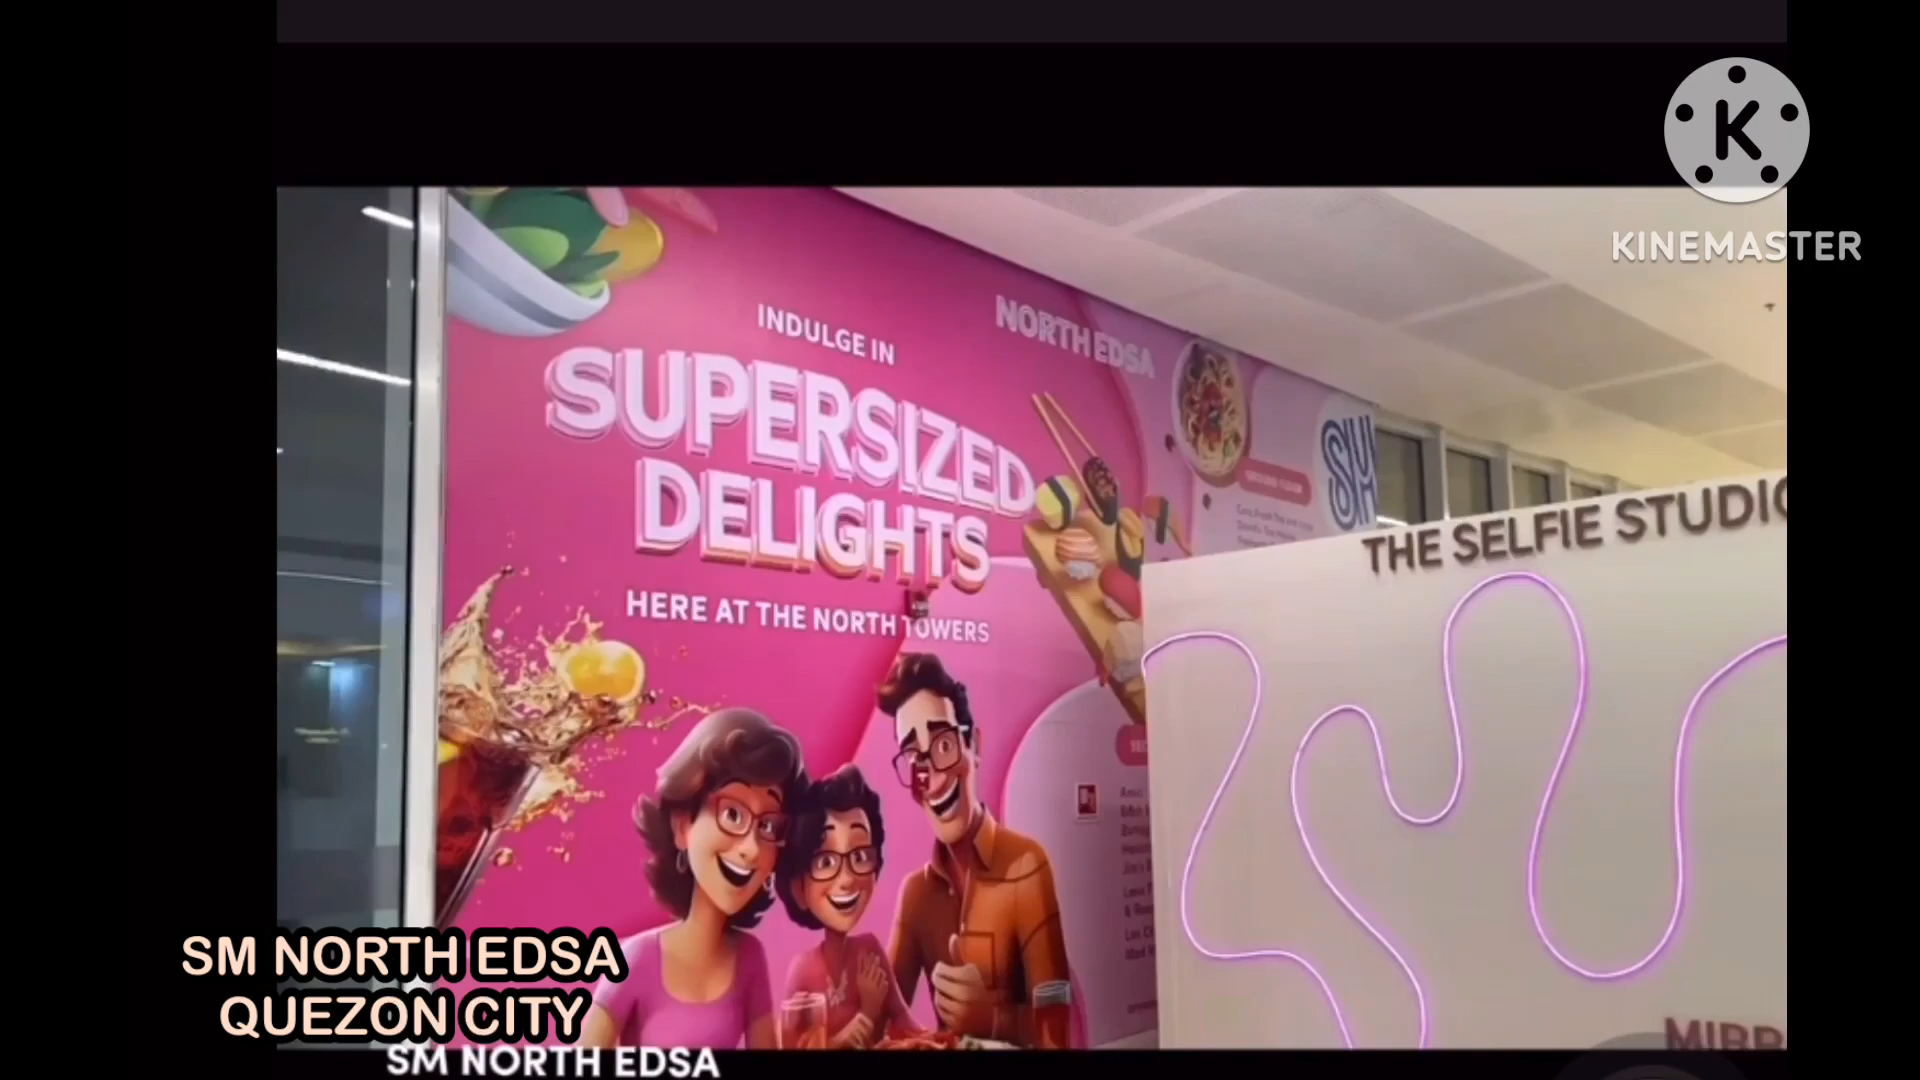 K
KINEMASTER
INDULGE IN
SUPERSIZED
DELIGHTS
HERE AT THE NORTH TOWERS
NORTH EDSA
SM
THE SELFIE STUDIO
SM NORTH EDSA
QUEZON CITY
SM NORTH EDSA